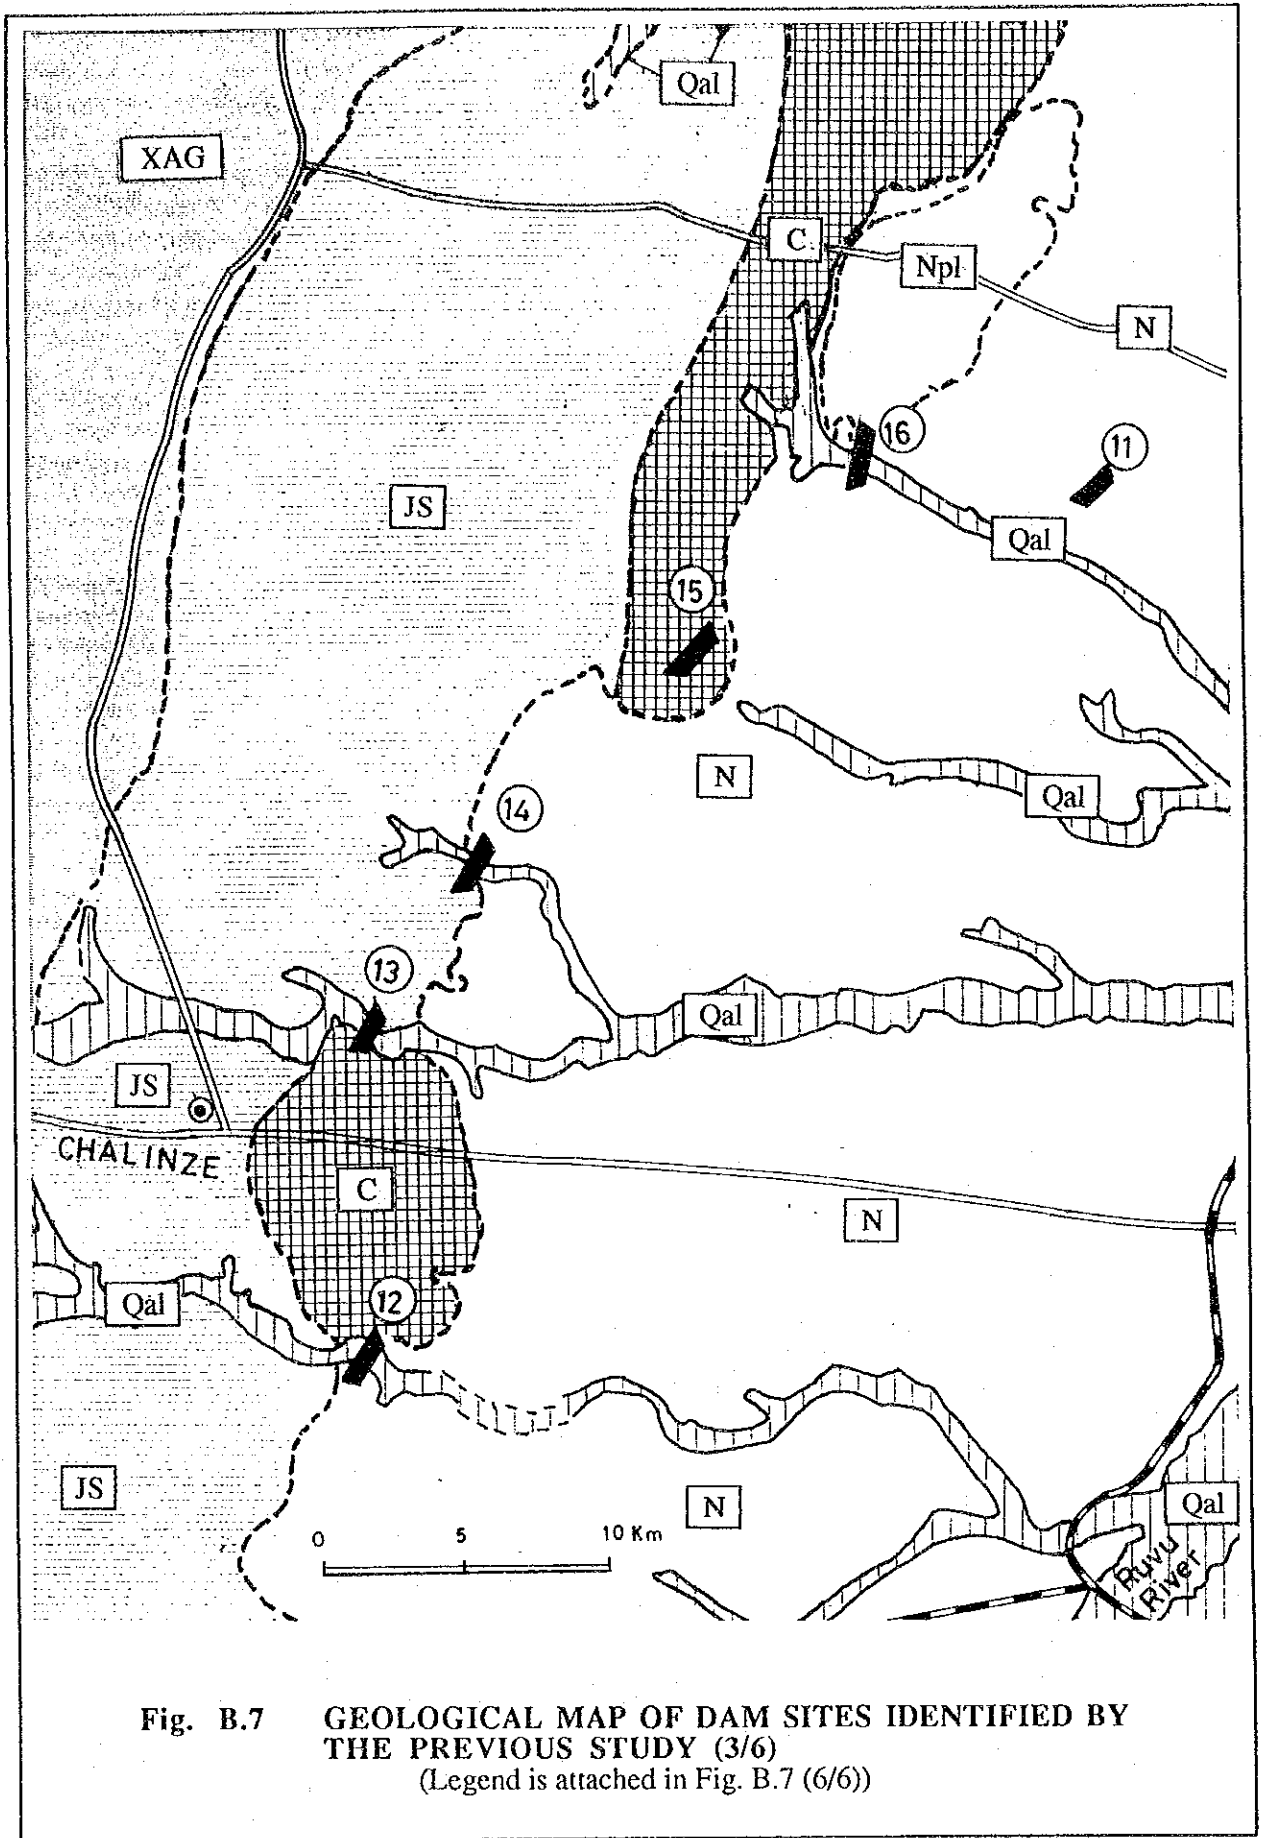 Qal
XAG
C
Npl
N
16
11
JS
Qal
15
N
Qal
14
13
Qal
JS
CHALINZE
C
N
Qal
12
JS
N
Qal
0 5 10 Km
Ruvu
River
Fig. B.7 GEOLOGICAL MAP OF DAM SITES IDENTIFIED BY
THE PREVIOUS STUDY (3/6)
(Legend is attached in Fig. B.7 (6/6))